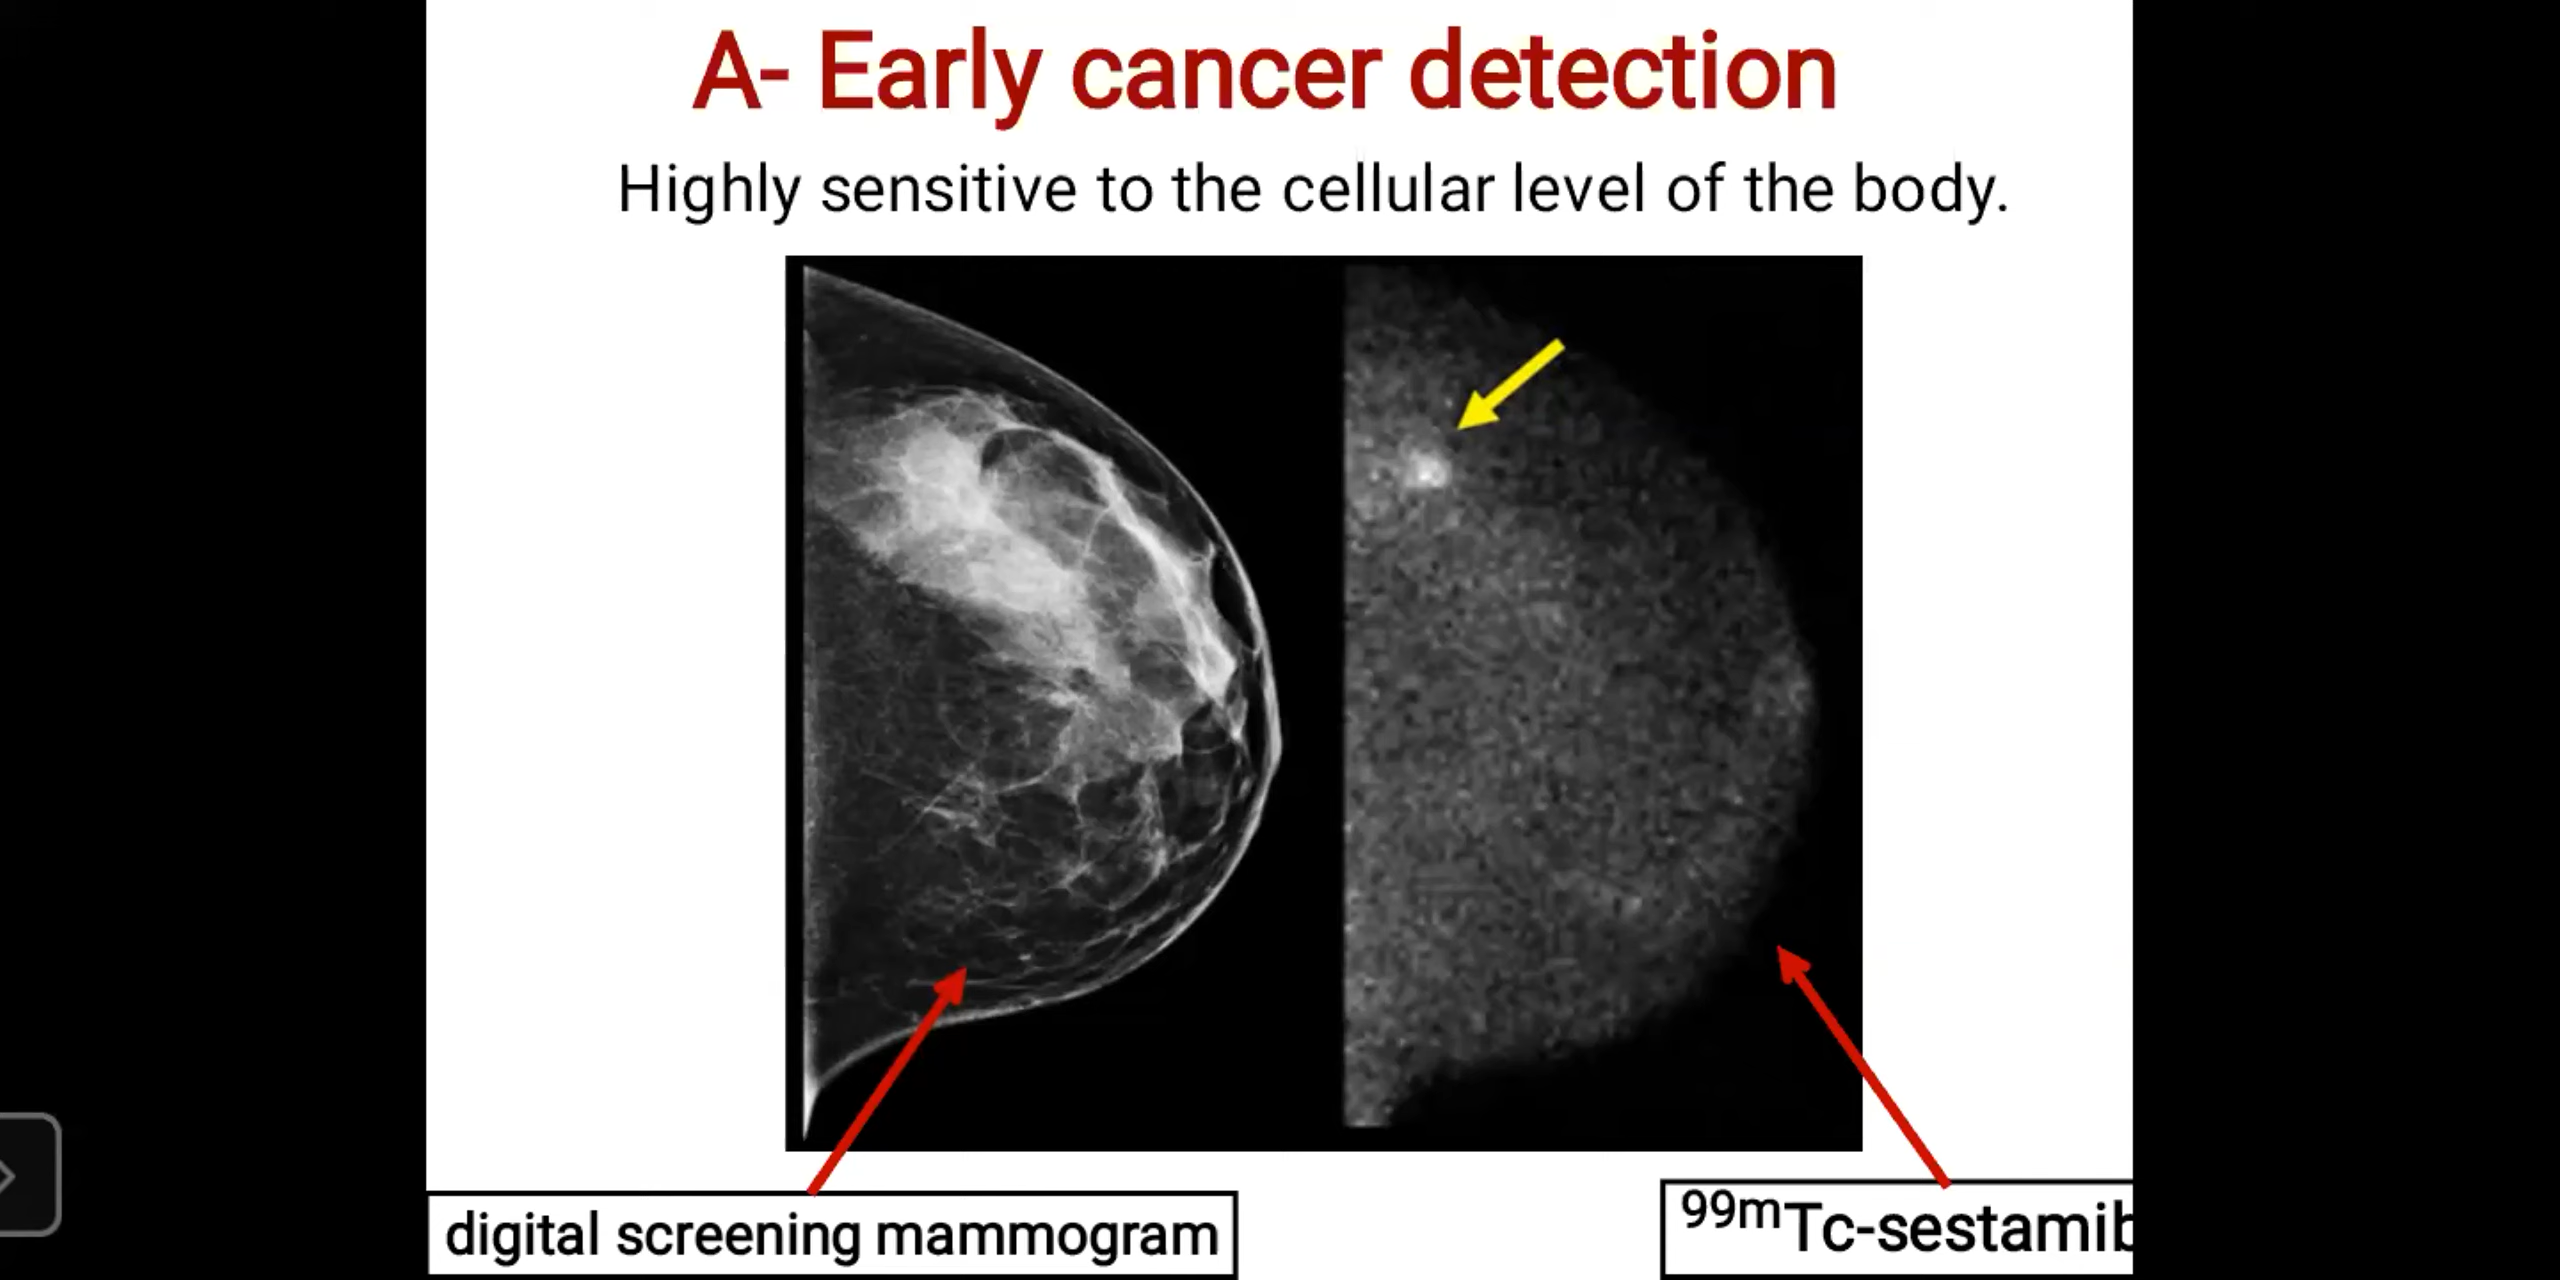 A- Early cancer detection
Highly sensitive to the cellular level of the body.
digital screening mammogram
99mTc-sestamib